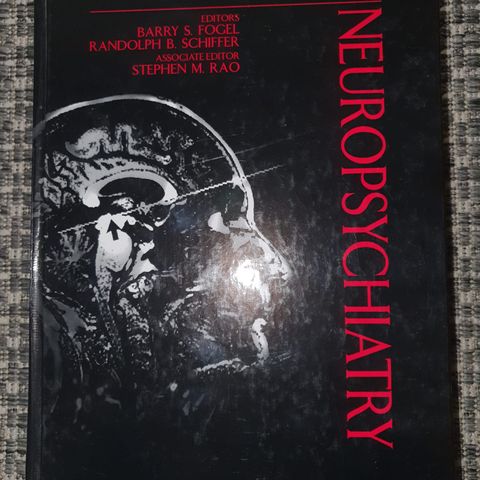 EDITORS
BARRY S. FOGEL
RANDOLPH B. SCHIFFER
ASSOCIATE EDITOR
STEPHEN M. RAO
NEUROPSYCHIATRY